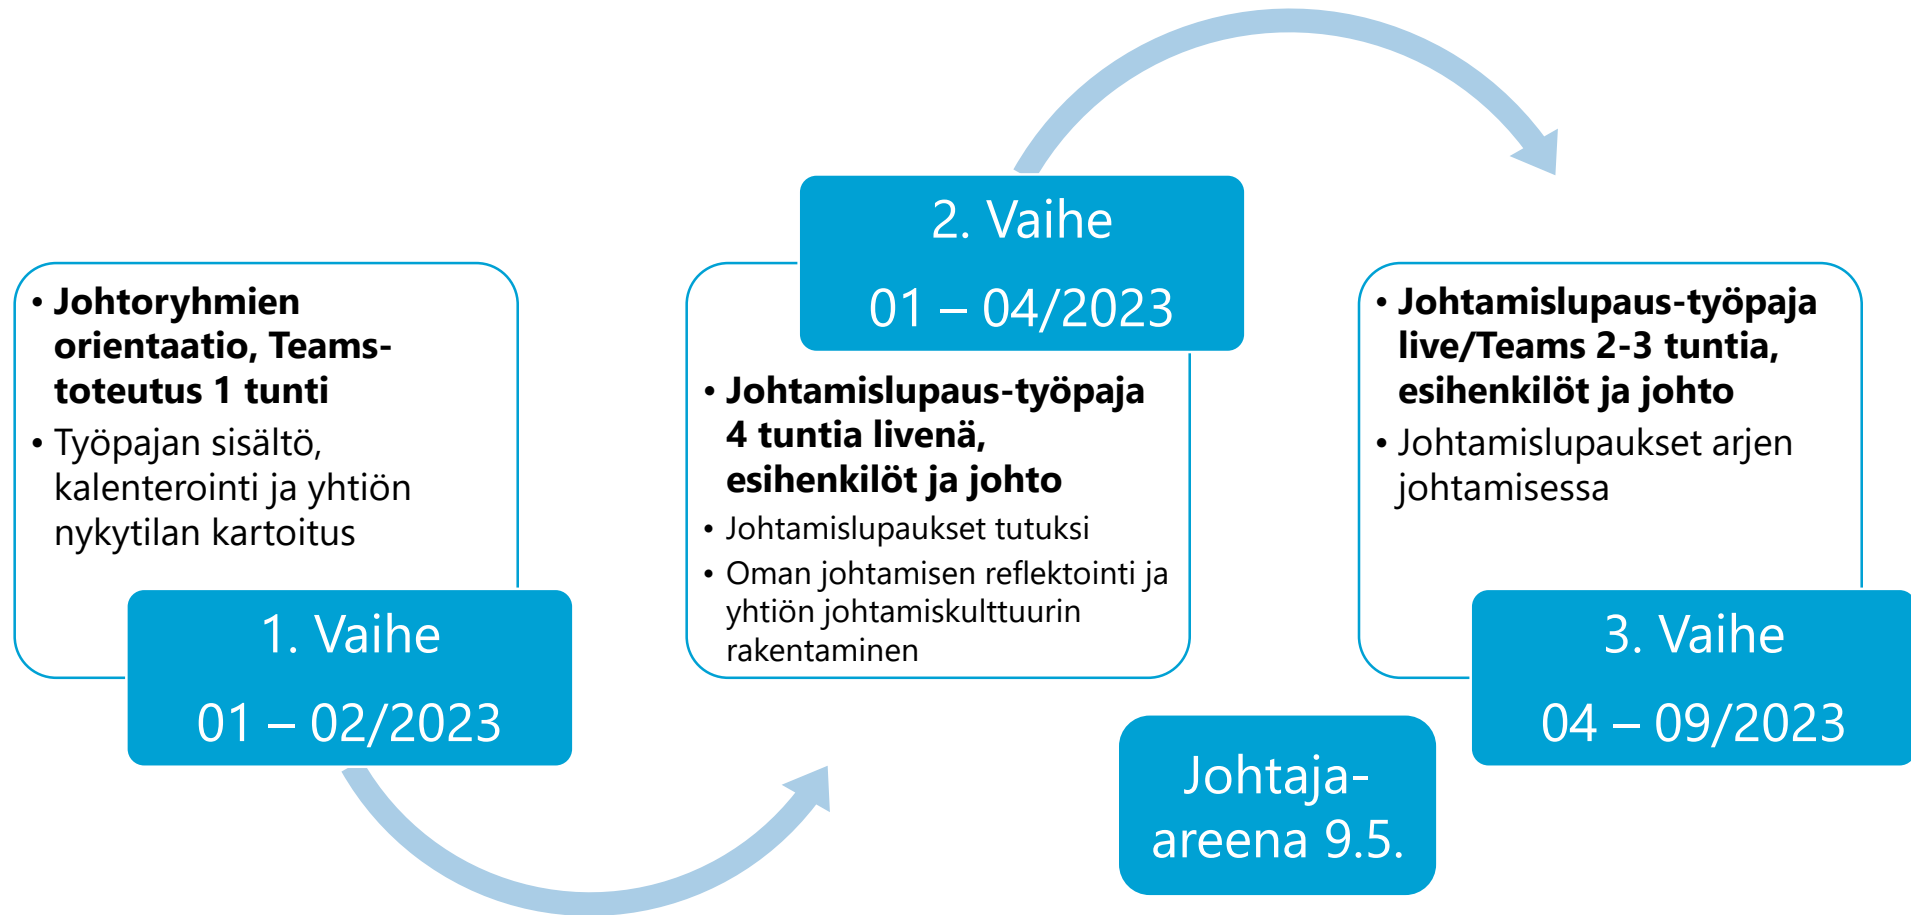 • Johtoryhmien
orientaatio, Teams-
toteutus 1 tunti
• Työpajan sisältö,
kalenterointi ja yhtiön
nykytilan kartoitus
1. Vaihe
01 – 02/2023
2. Vaihe
01 – 04/2023
• Johtamislupaus-työpaja
4 tuntia livenä,
esihenkilöt ja johto
• Johtamislupaukset tutuksi
• Oman johtamisen reflektointi ja
yhtiön johtamiskulttuurin
rakentaminen
• Johtamislupaus-työpaja
live/Teams 2-3 tuntia,
esihenkilöt ja johto
• Johtamislupaukset arjen
johtamisessa
3. Vaihe
04 – 09/2023
Johtaja-
areena 9.5.